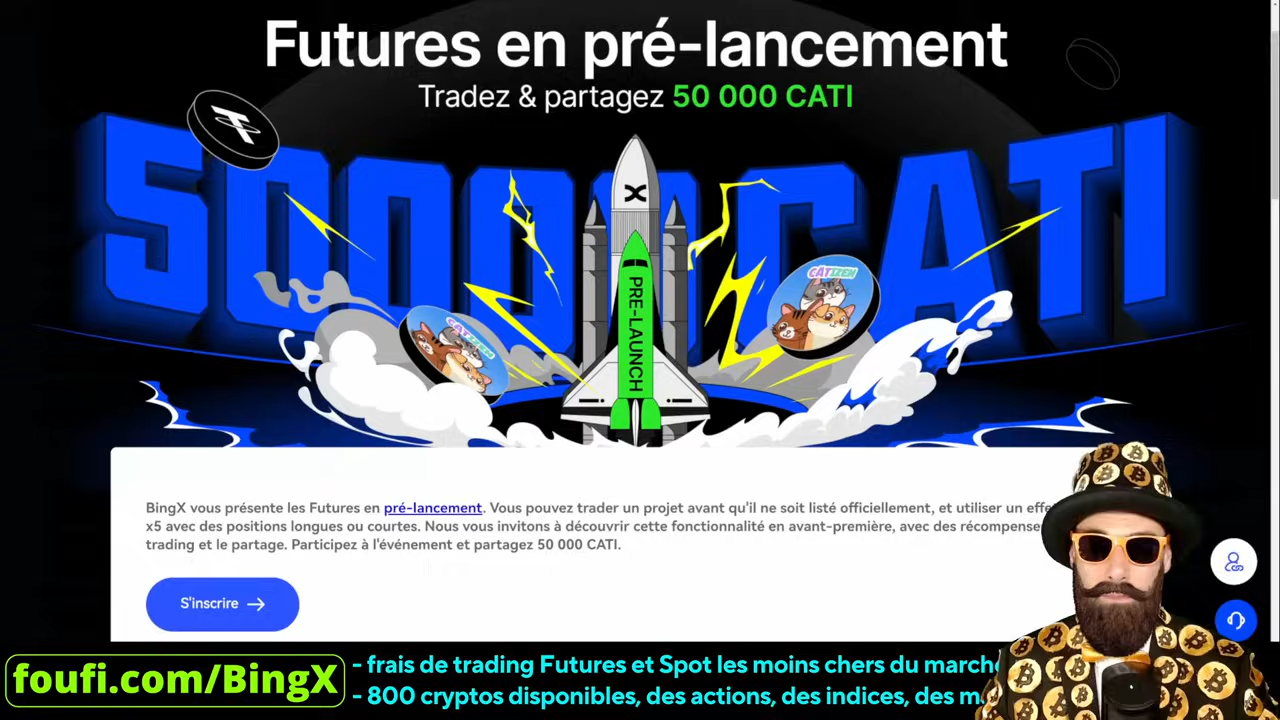 Futures en pré-lancement
Tradez & partagez 50 000 CATI
CATI
PRE-LAUNCH
CATIZEN
CATIZEN
BingX vous présente les Futures en pré-lancement. Vous pouvez trader un projet avant qu'il ne soit listé officiellement, et utiliser un
x5 avec des positions longues ou courtes. Nous vous invitons à découvrir cette fonctionnalité en avant-première, avec des
trading et le partage. Participez à l'événement et partagez 50 000 CATI.
S'inscrire →
foufi.com/BingX
- frais de trading Futures et Spot les moins chers du
- 800 cryptos disponibles, des actions, des indices, des